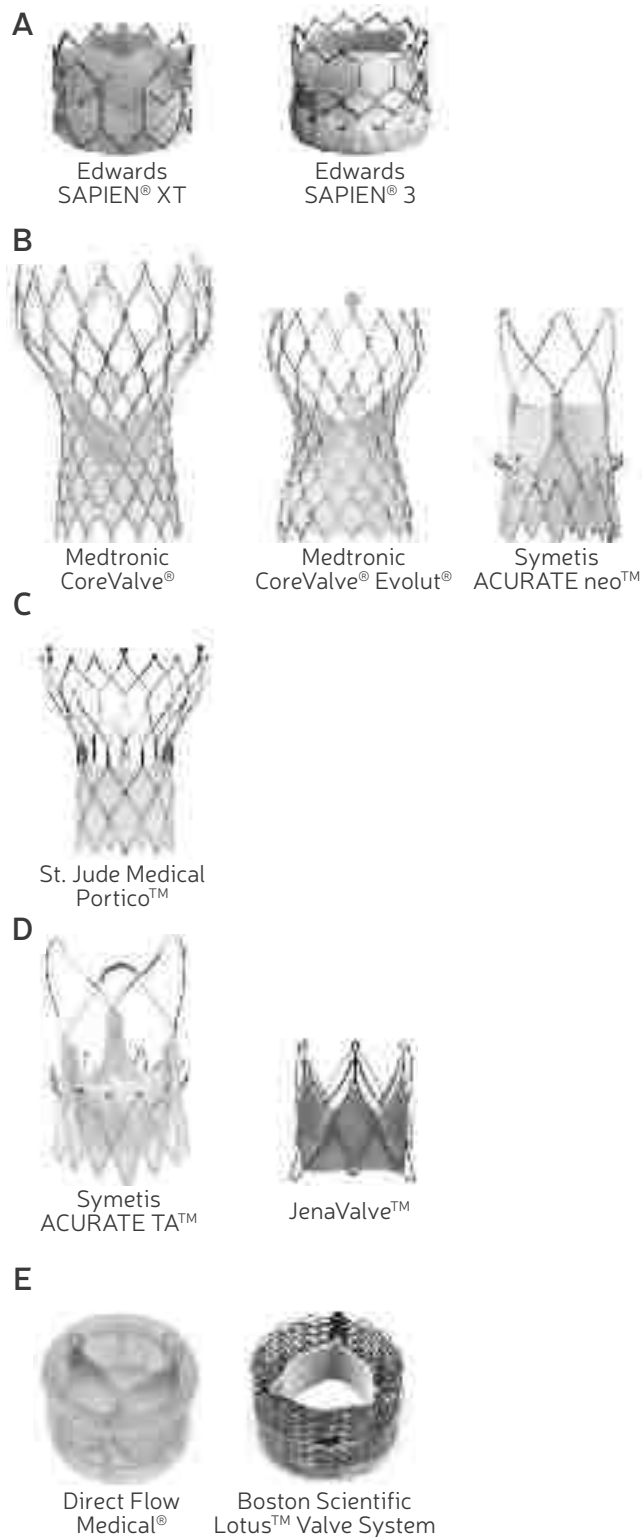 A
Edwards
SAPIEN® XT
Edwards
SAPIEN® 3
B
Medtronic
CoreValve®
Medtronic
CoreValve® Evolut®
Symetis
ACURATE neo™
C
St. Jude Medical
Portico™
D
Symetis
ACURATE TA™
JenaValve™
E
Direct Flow
Medical®
Boston Scientific
Lotus™ Valve System